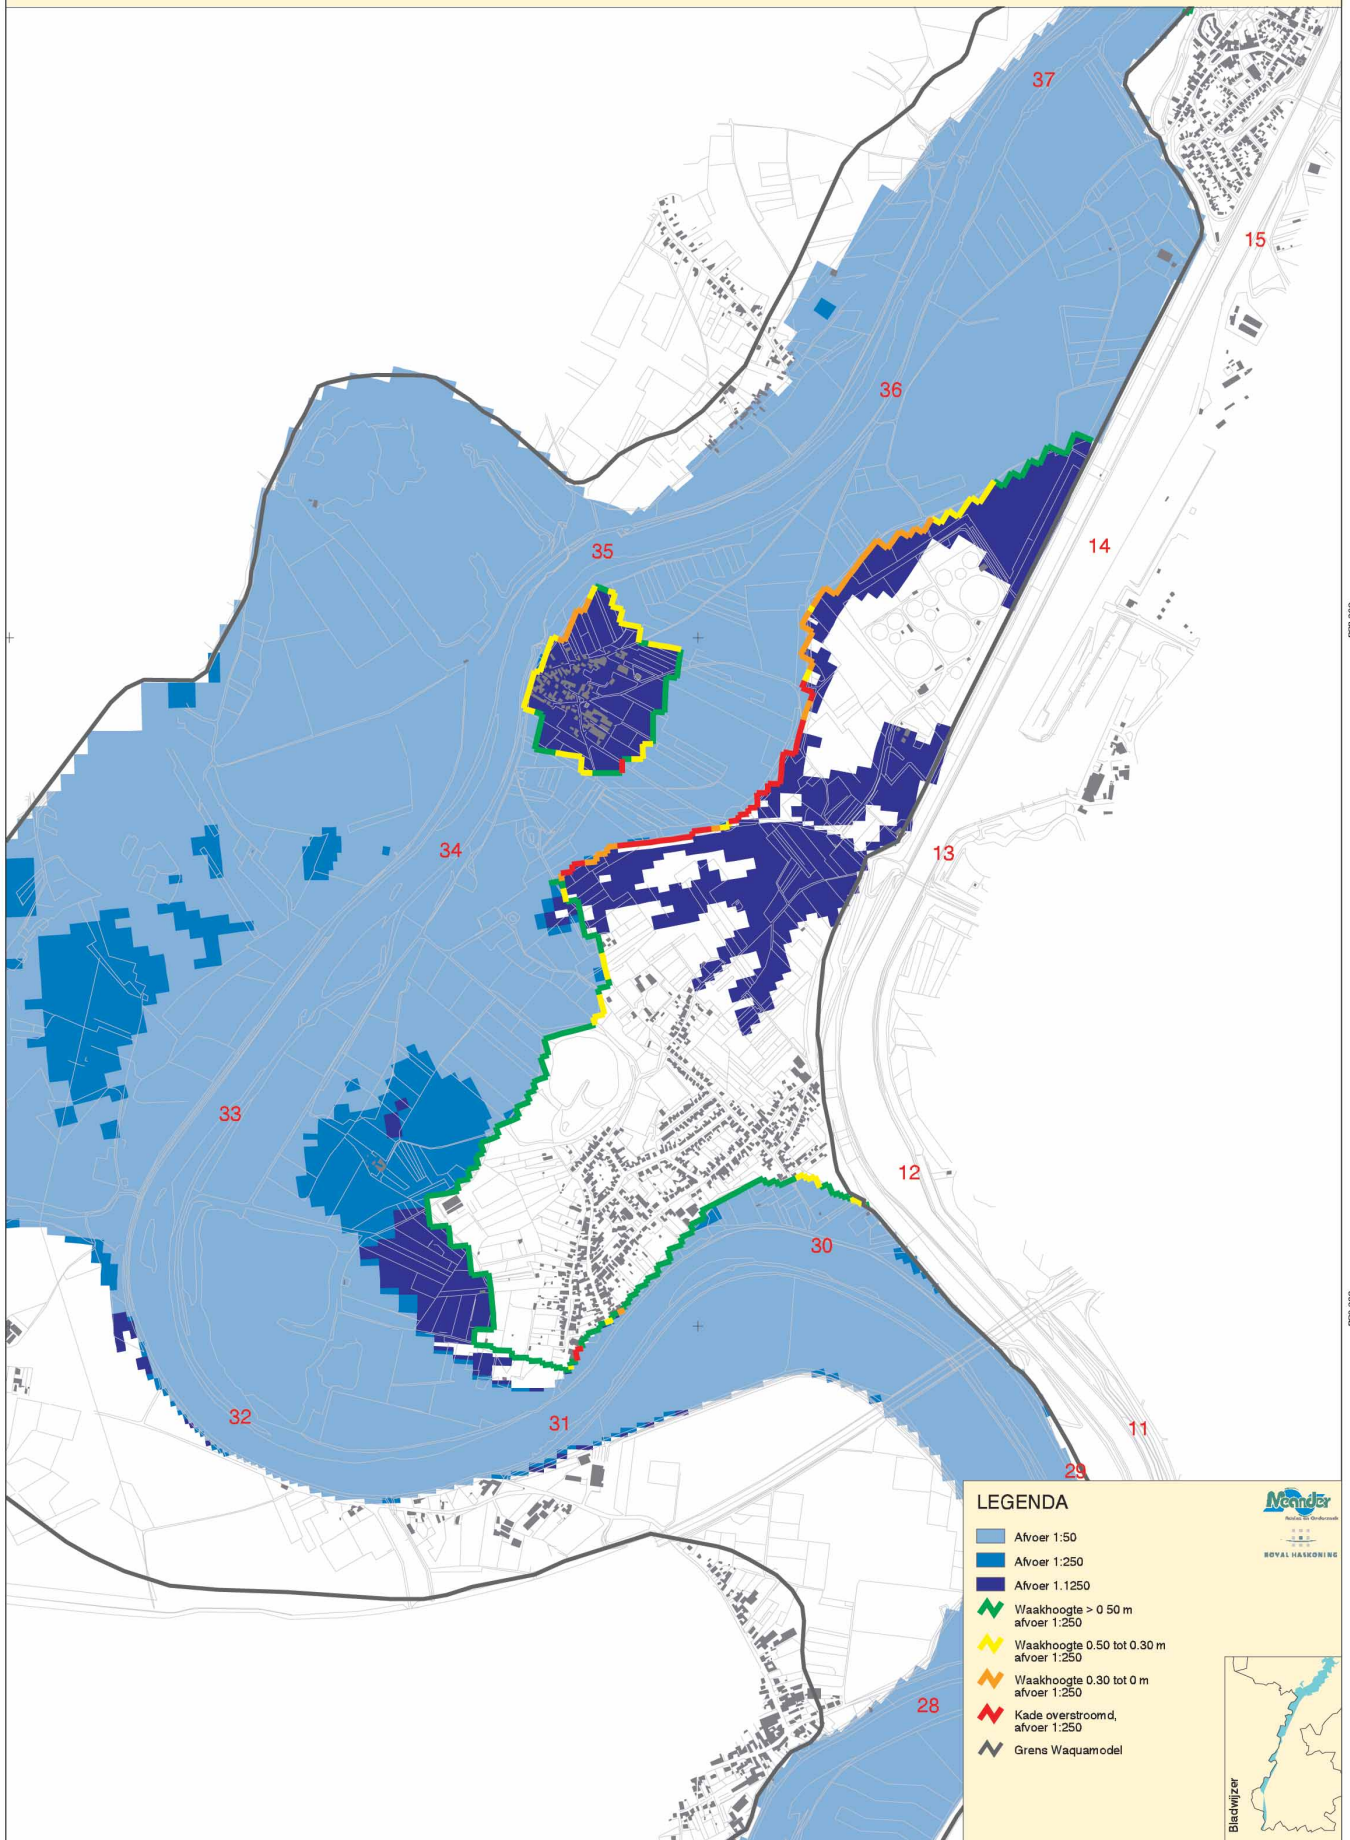 37
15
36
14
35
34
13
33
12
30
32
31
11
29
28
LEGENDA
Meander
ROYAL HASKONING
Afvoer 1:50
Afvoer 1:250
Afvoer 1.1250
Waakhoogte > 0 50 m
afvoer 1:250
Waakhoogte 0.50 tot 0.30 m
afvoer 1:250
Waakhoogte 0.30 tot 0 m
afvoer 1:250
Kade overstroomd,
afvoer 1:250
Grens Waquamodel
Bladwijzer